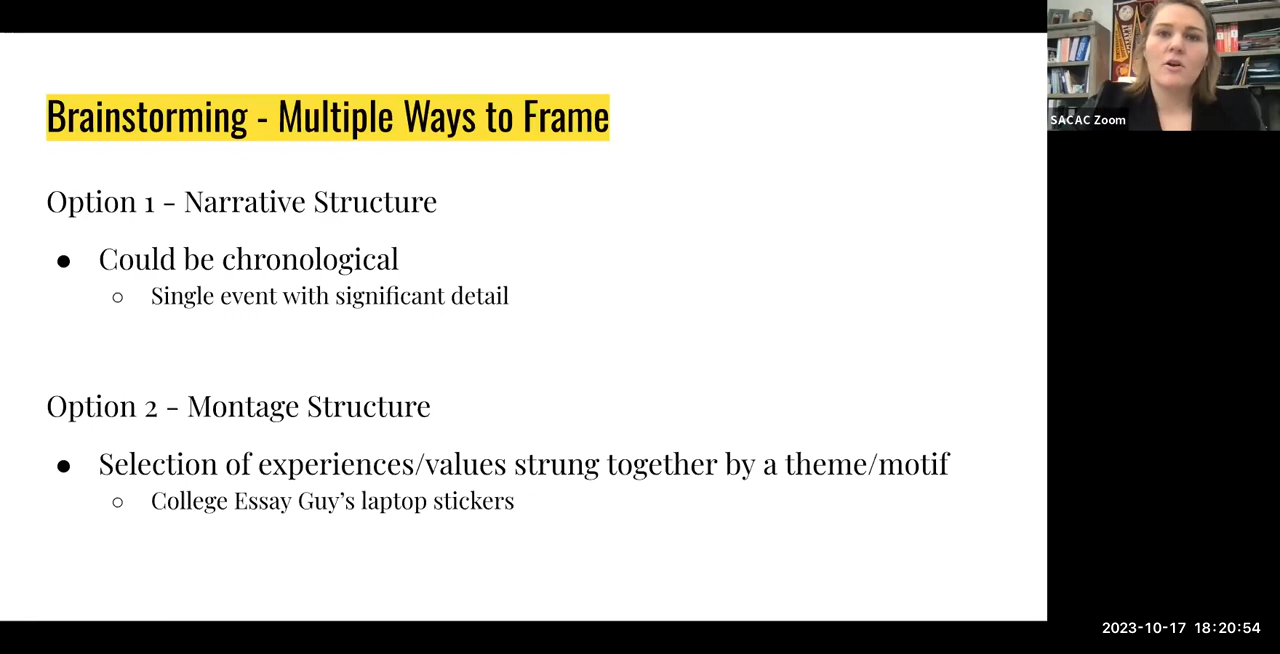 Brainstorming - Multiple Ways to Frame
Option 1 - Narrative Structure
● Could be chronological
○ Single event with significant detail
Option 2 - Montage Structure
● Selection of experiences/values strung together by a theme/motif
○ College Essay Guy’s laptop stickers
SACAC Zoom
2023-10-17 18:20:54